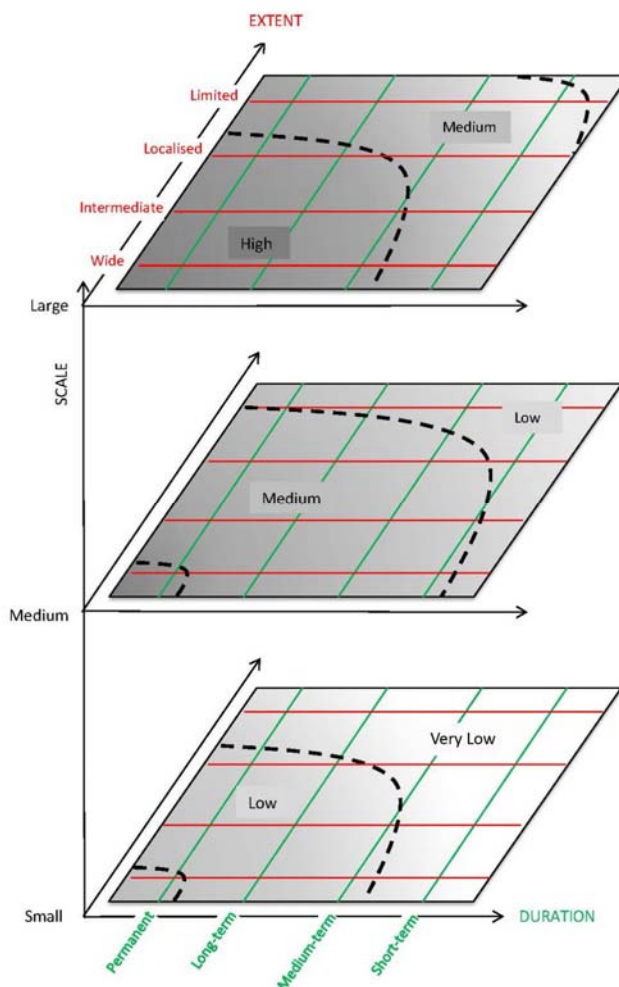 EXTENT
Limited
Medium
Localised
Intermediate
High
Wide
Large
SCALE
Low
Medium
Medium
Very Low
Low
Small
DURATION
Permanent
Long-term
Medium-term
Short-term